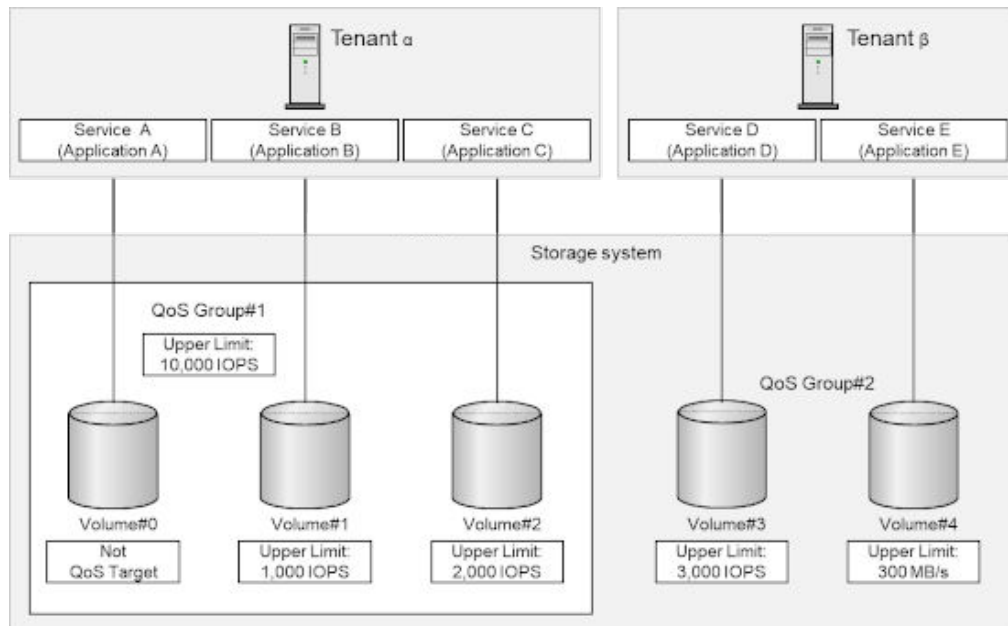 Tenant α
Tenant β
Service A
(Application A)
Service B
(Application B)
Service C
(Application C)
Service D
(Application D)
Service E
(Application E)
Storage system
QoS Group#1
Upper Limit:
10,000 IOPS
QoS Group#2
Volume#0
Not
QoS Target
Volume#1
Upper Limit:
1,000 IOPS
Volume#2
Upper Limit:
2,000 IOPS
Volume#3
Upper Limit:
3,000 IOPS
Volume#4
Upper Limit:
300 MB/s